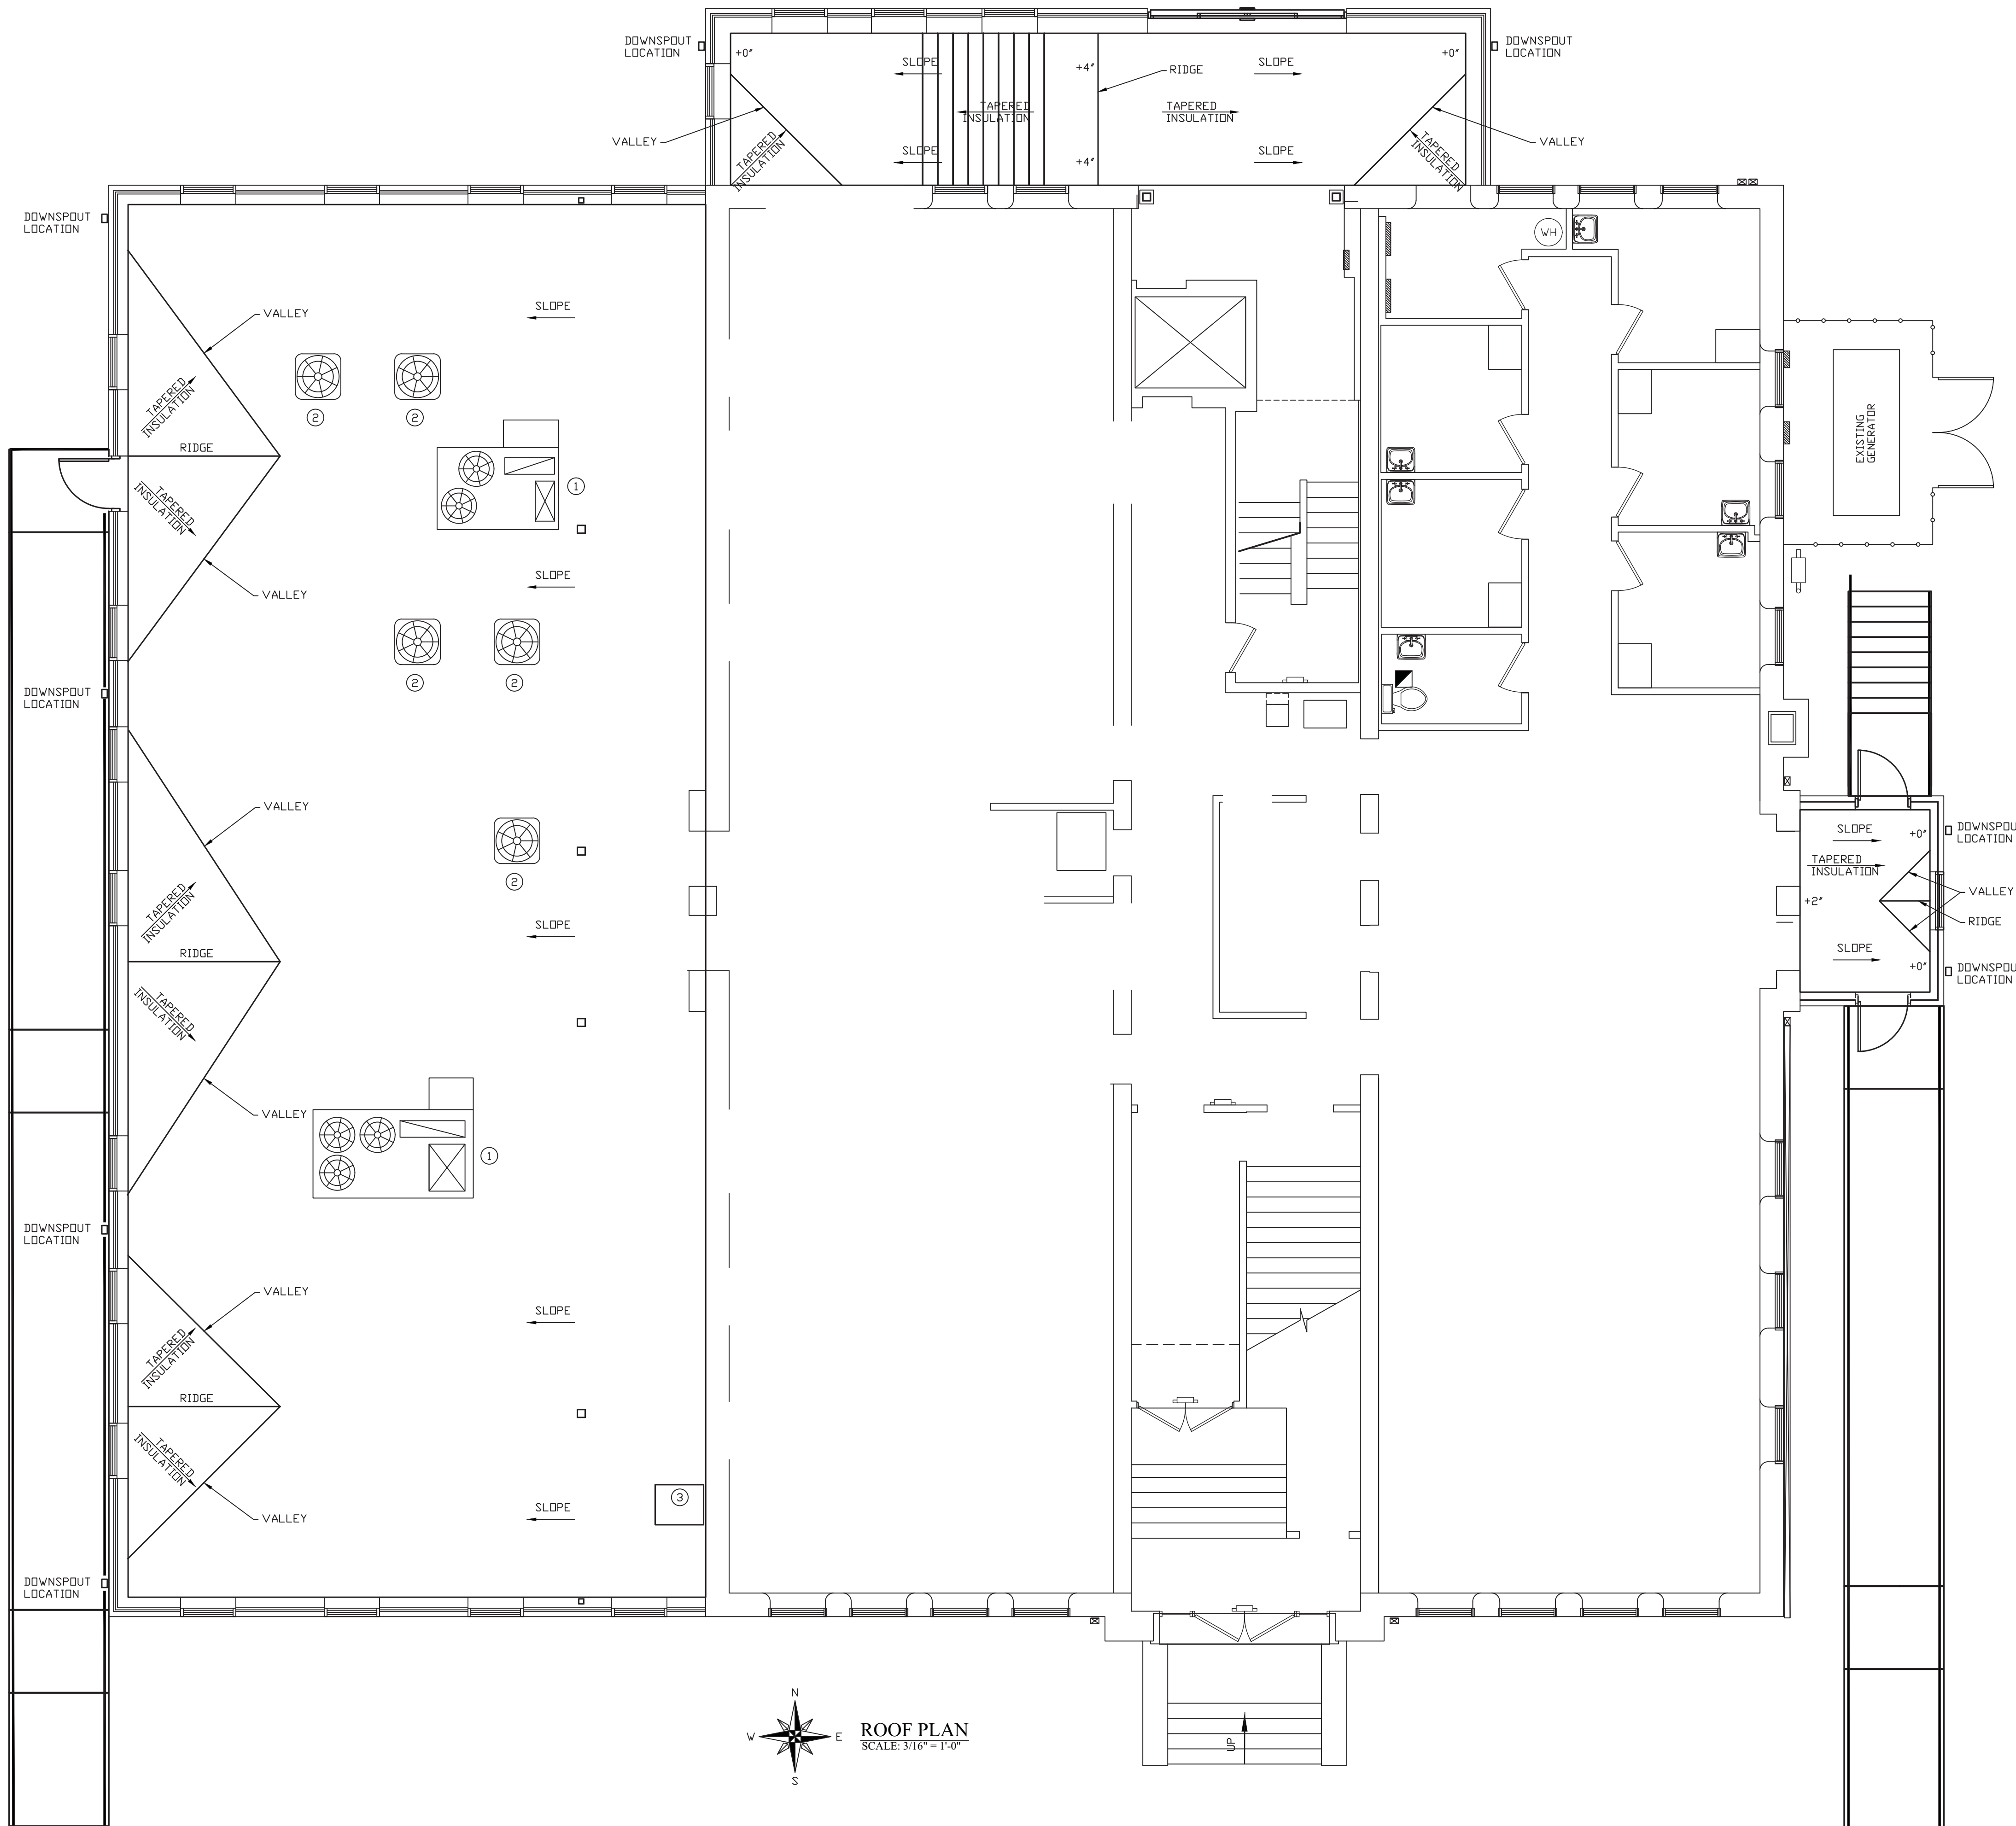 DOWNSPOUT
LOCATION
+0"
SLOPE
+4"
RIDGE
SLOPE
+0"
DOWNSPOUT
LOCATION
TAPERED
INSULATION
TAPERED
INSULATION
VALLEY
TAPERED
INSULATION
SLOPE
+4"
SLOPE
TAPERED
INSULATION
VALLEY
DOWNSPOUT
LOCATION
WH
SLOPE
VALLEY
TAPERED
INSULATION
2
2
EXISTING
GENERATOR
RIDGE
1
TAPERED
INSULATION
SLOPE
VALLEY
DOWNSPOUT
LOCATION
2
2
VALLEY
SLOPE
+0"
DOWNSPOU
LOCATION
TAPERED
INSULATION
2
VALLEY
+2"
TAPERED
INSULATION
SLOPE
RIDGE
RIDGE
SLOPE
+0"
DOWNSPOU
LOCATION
TAPERED
INSULATION
VALLEY
1
DOWNSPOUT
LOCATION
VALLEY
SLOPE
TAPERED
INSULATION
RIDGE
TAPERED
INSULATION
3
SLOPE
VALLEY
DOWNSPOUT
LOCATION
N
W
E
S
ROOF PLAN
SCALE: 3/16" = 1'-0"
UP